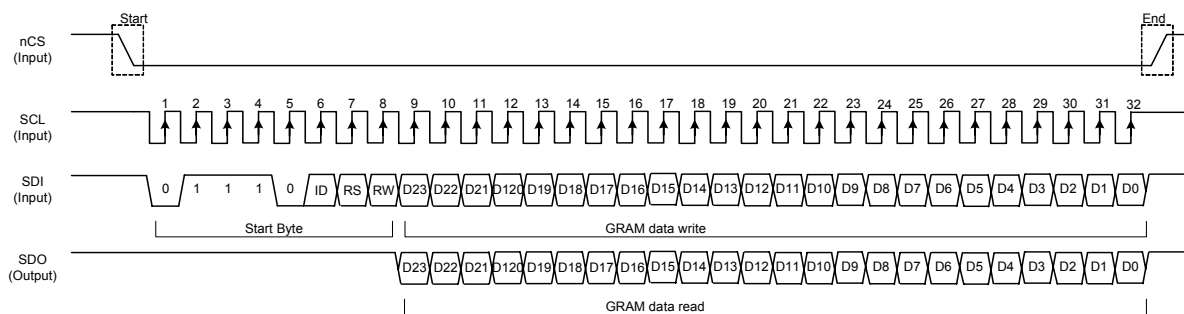 Start End
nCS
(Input)
1 2 3 4 5 6 7 8 9 10 11 12 13 14 15 16 17 18 19 20 21 22 23 24 25 26 27 28 29 30 31 32
SCL
(Input)
SDI
(Input)
0 1 1 1 0 ID RS RW D23 D22 D21 D120 D19 D18 D17 D16 D15 D14 D13 D12 D11 D10 D9 D8 D7 D6 D5 D4 D3 D2 D1 D0
Start Byte GRAM data write
SDO
(Output)
D23 D22 D21 D120 D19 D18 D17 D16 D15 D14 D13 D12 D11 D10 D9 D8 D7 D6 D5 D4 D3 D2 D1 D0
GRAM data read